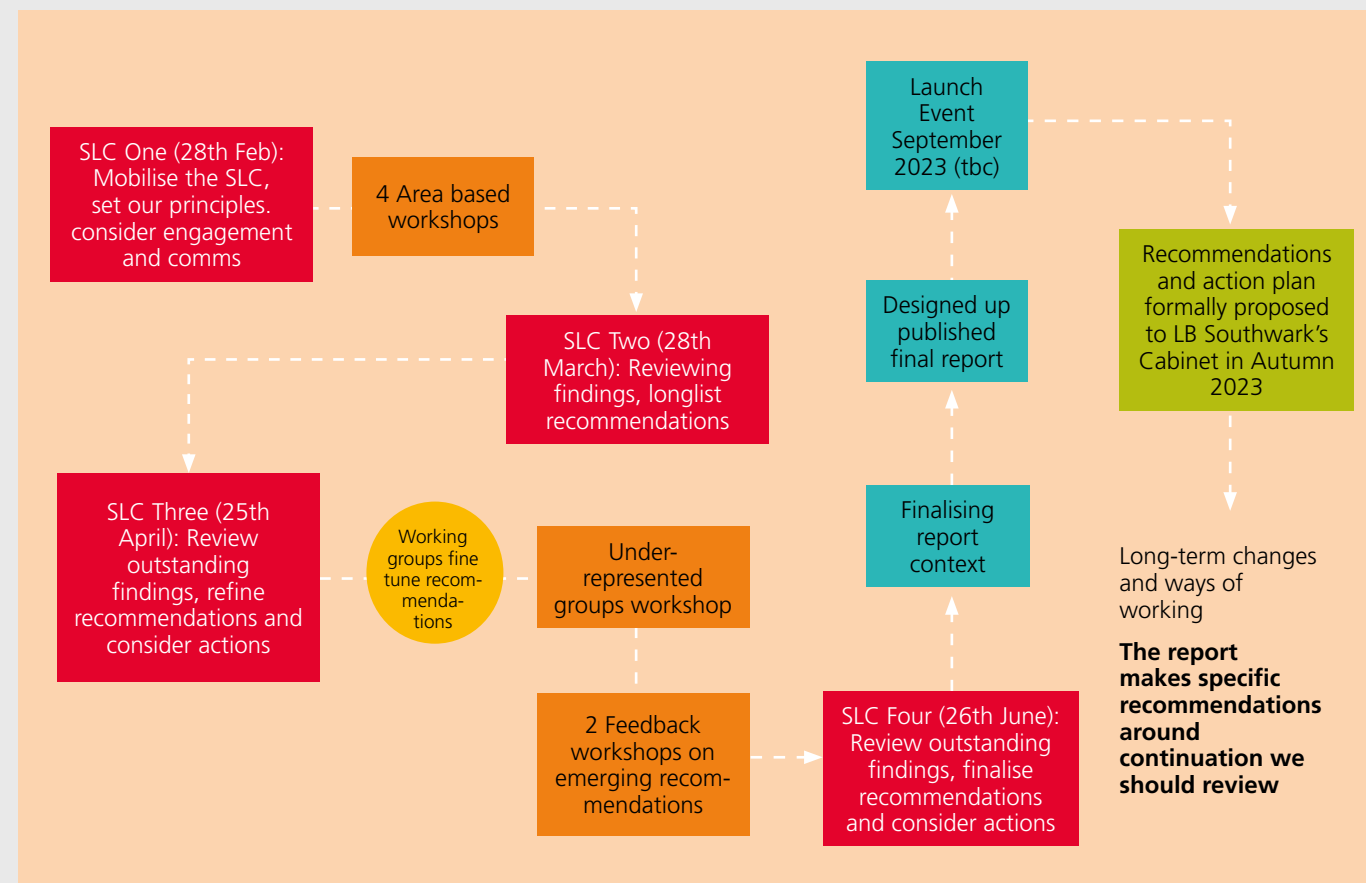 SLC One (28th Feb):
Mobilise the SLC,
set our principles.
consider engagement
and comms
4 Area based
workshops
SLC Two (28th
March): Reviewing
findings, longlist
recommendations
SLC Three (25th
April): Review
outstanding
findings, refine
recommendations and
consider actions
Working
groups fine
tune recom-
menda-
tions
Under-
represented
groups workshop
2 Feedback
workshops on
emerging recom-
mendations
SLC Four (26th June):
Review outstanding
findings, finalise
recommendations
and consider actions
Finalising
report
context
Designed up
published
final report
Launch
Event
September
2023 (tbc)
Recommendations
and action plan
formally proposed
to LB Southwark’s
Cabinet in Autumn
2023
Long-term changes
and ways of
working
The report
makes specific
recommendations
around
continuation we
should review